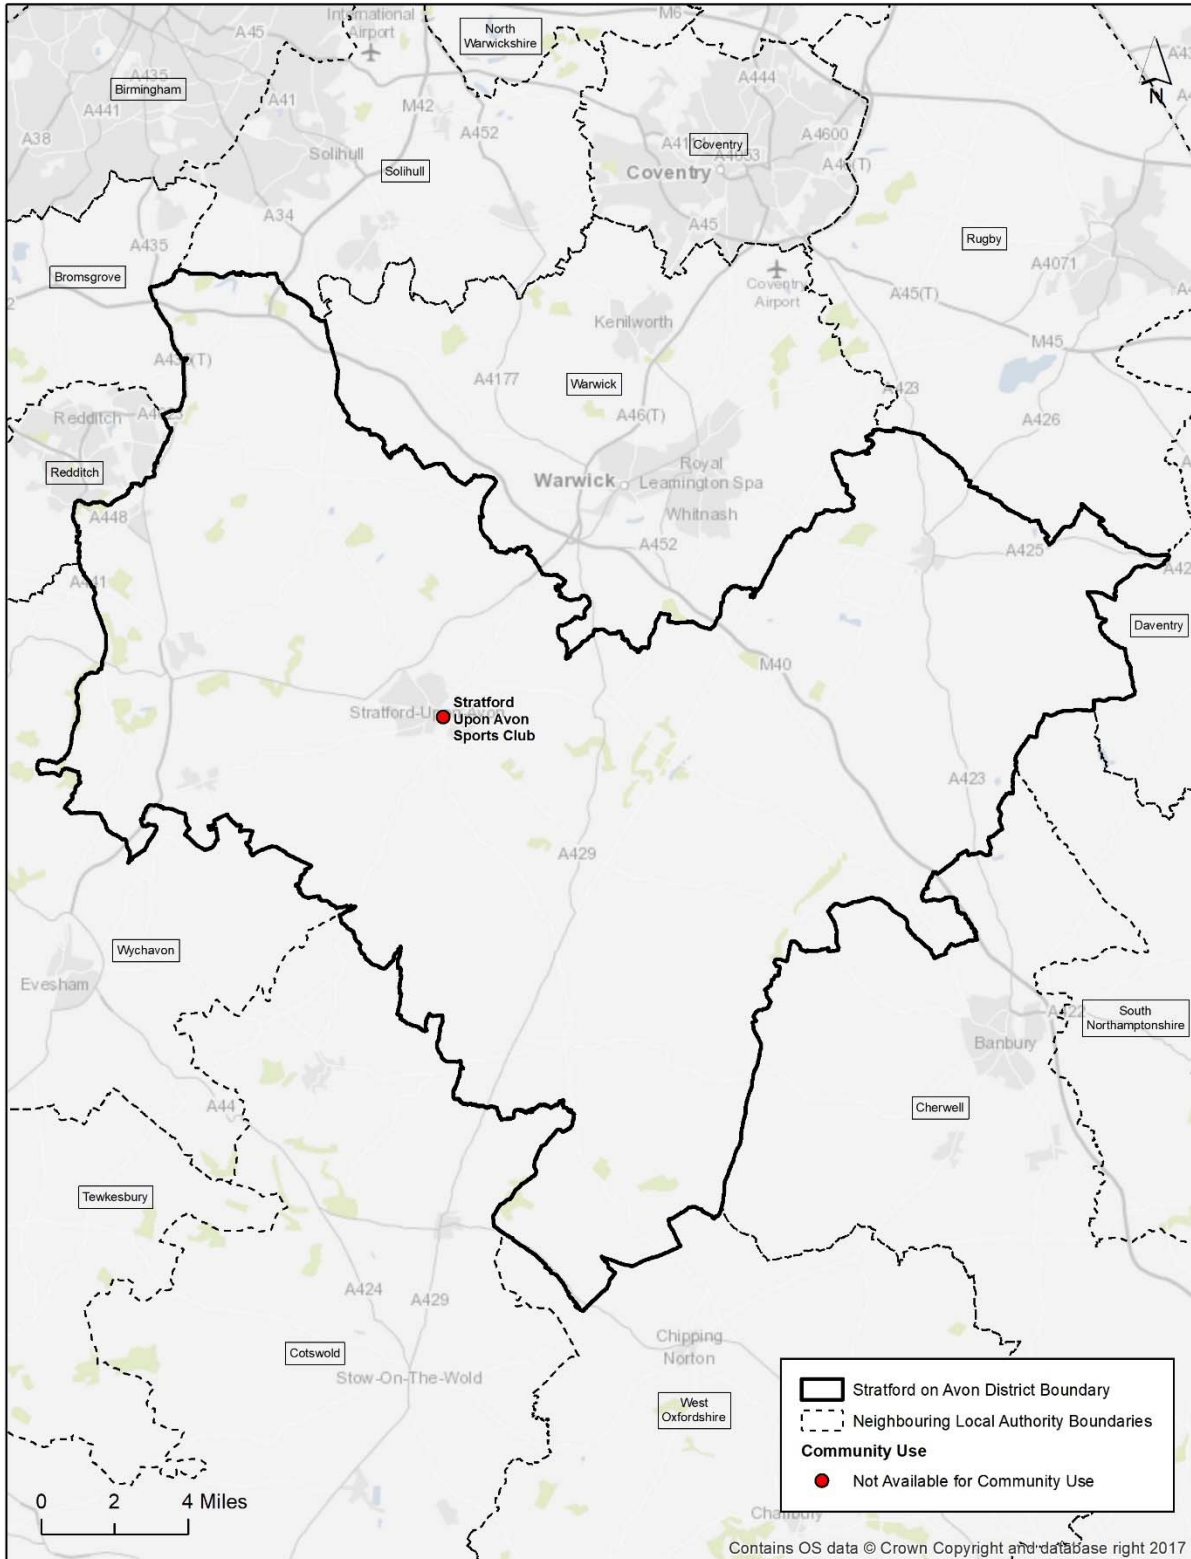 International
Airport
M6
North
Warwickshire
A45
A435
Birmingham
A441
A41
M42
A452
A444
A38
Solihull
Solihull
Coventry
A4600
Coventry
A34
A45
A435
Rugby
A4071
Bromsgrove
Coventry
Airport
A45(T)
Kenilworth
M45
A4177
Warwick
A423
A46(T)
A426
Redditch
Redditch
Warwick
Royal
Leamington Spa
Whitnash
A448
A452
A425
Daventry
M40
Stratford-Upon-Avon
Stratford
Upon Avon
Sports Club
A423
A429
Wychavon
Evesham
South
Northamptonshire
Banbury
A44
Cherwell
Tewkesbury
A424
A429
Cotswold
Chipping
Norton
Stow-On-The-Wold
West
Oxfordshire
Stratford on Avon District Boundary
Neighbouring Local Authority Boundaries
Community Use
Not Available for Community Use
0 2 4 Miles
N
Contains OS data © Crown Copyright and database right 2017